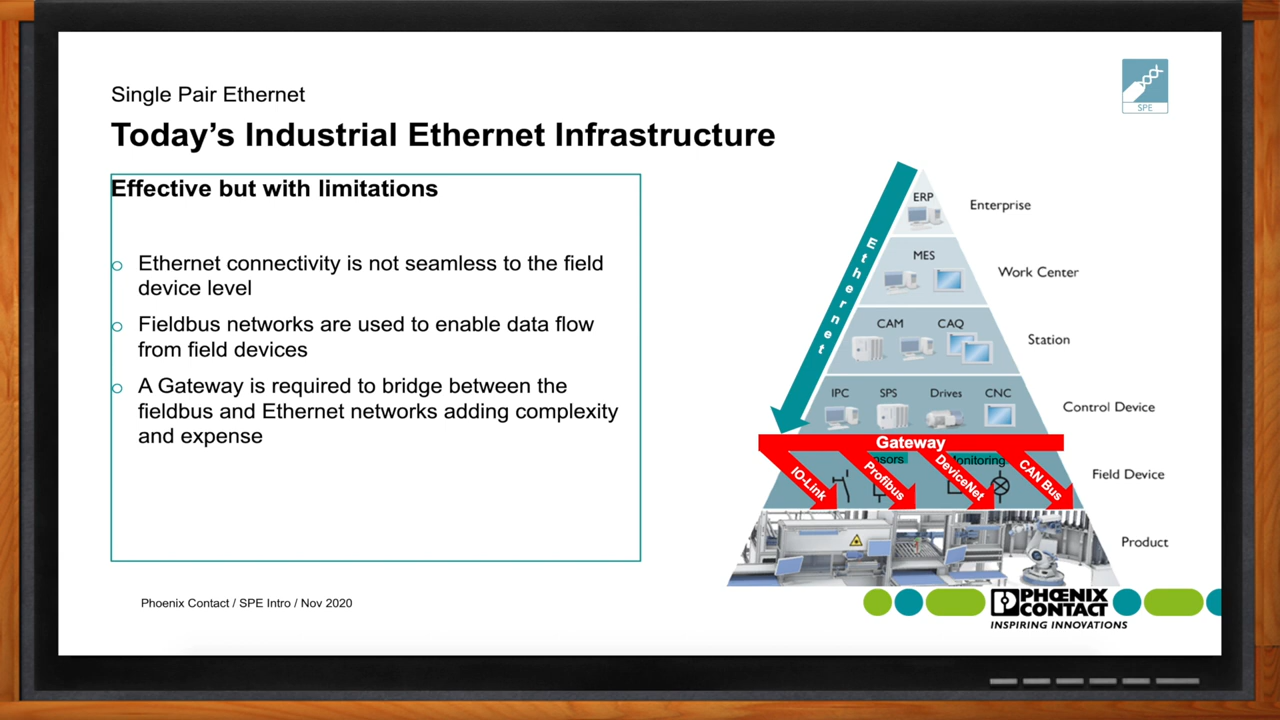 Single Pair Ethernet
SPE
Today's Industrial Ethernet Infrastructure
Effective but with limitations
Ethernet connectivity is not seamless to the field
device level
Fieldbus networks are used to enable data flow
from field devices
A Gateway is required to bridge between the
fieldbus and Ethernet networks adding complexity
and expense
Ethernet
ERP
Enterprise
MES
Work Center
CAM CAQ
Station
IPC SPS Drives CNC
Control Device
Gateway
IO-Link Profibus DeviceNet CAN Bus
Field Device
Product
Phoenix Contact / SPE Intro / Nov 2020
PHŒNIX
CONTACT
INSPIRING INNOVATIONS